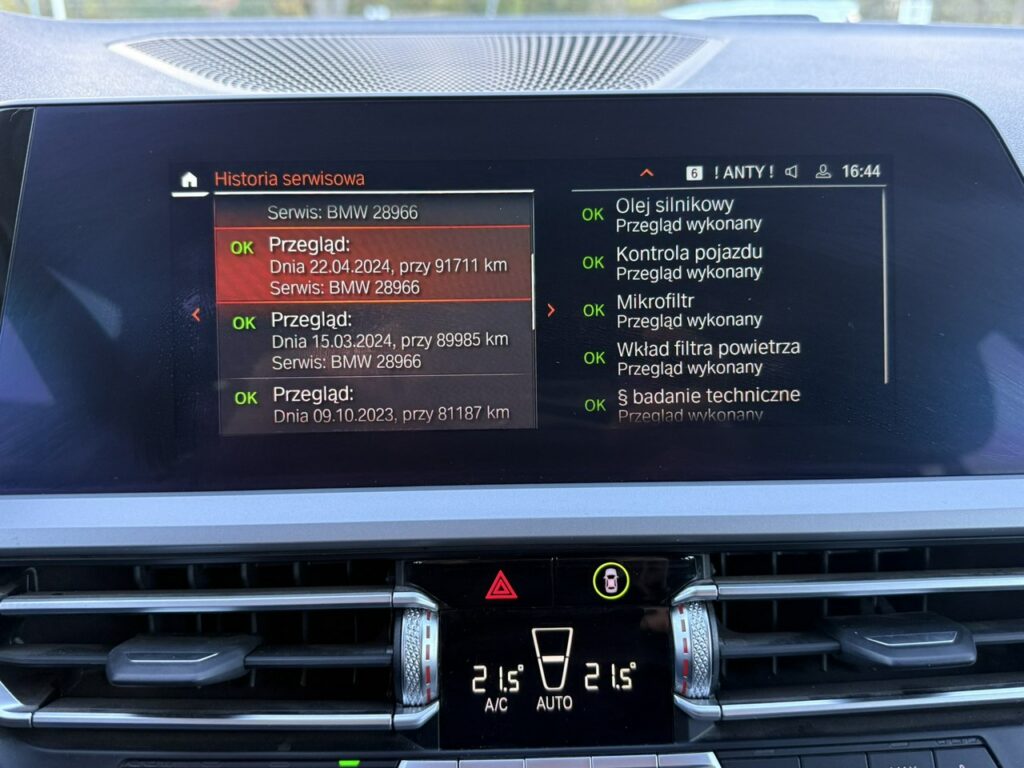 Historia serwisowa
6 ! ANTY ! 16:44
Serwis: BMW 28966
OK Przegląd:
Dnia 22.04.2024, przy 91711 km
Serwis: BMW 28966
OK Przegląd:
Dnia 15.03.2024, przy 89985 km
Serwis: BMW 28966
OK Przegląd:
Dnia 09.10.2023, przy 81187 km
OK Olej silnikowy
Przegląd wykonany
OK Kontrola pojazdu
Przegląd wykonany
OK Mikrofiltr
Przegląd wykonany
OK Wkład filtra powietrza
Przegląd wykonany
OK § badanie techniczne
Przegląd wykonany
21.5° 21.5°
A/C AUTO